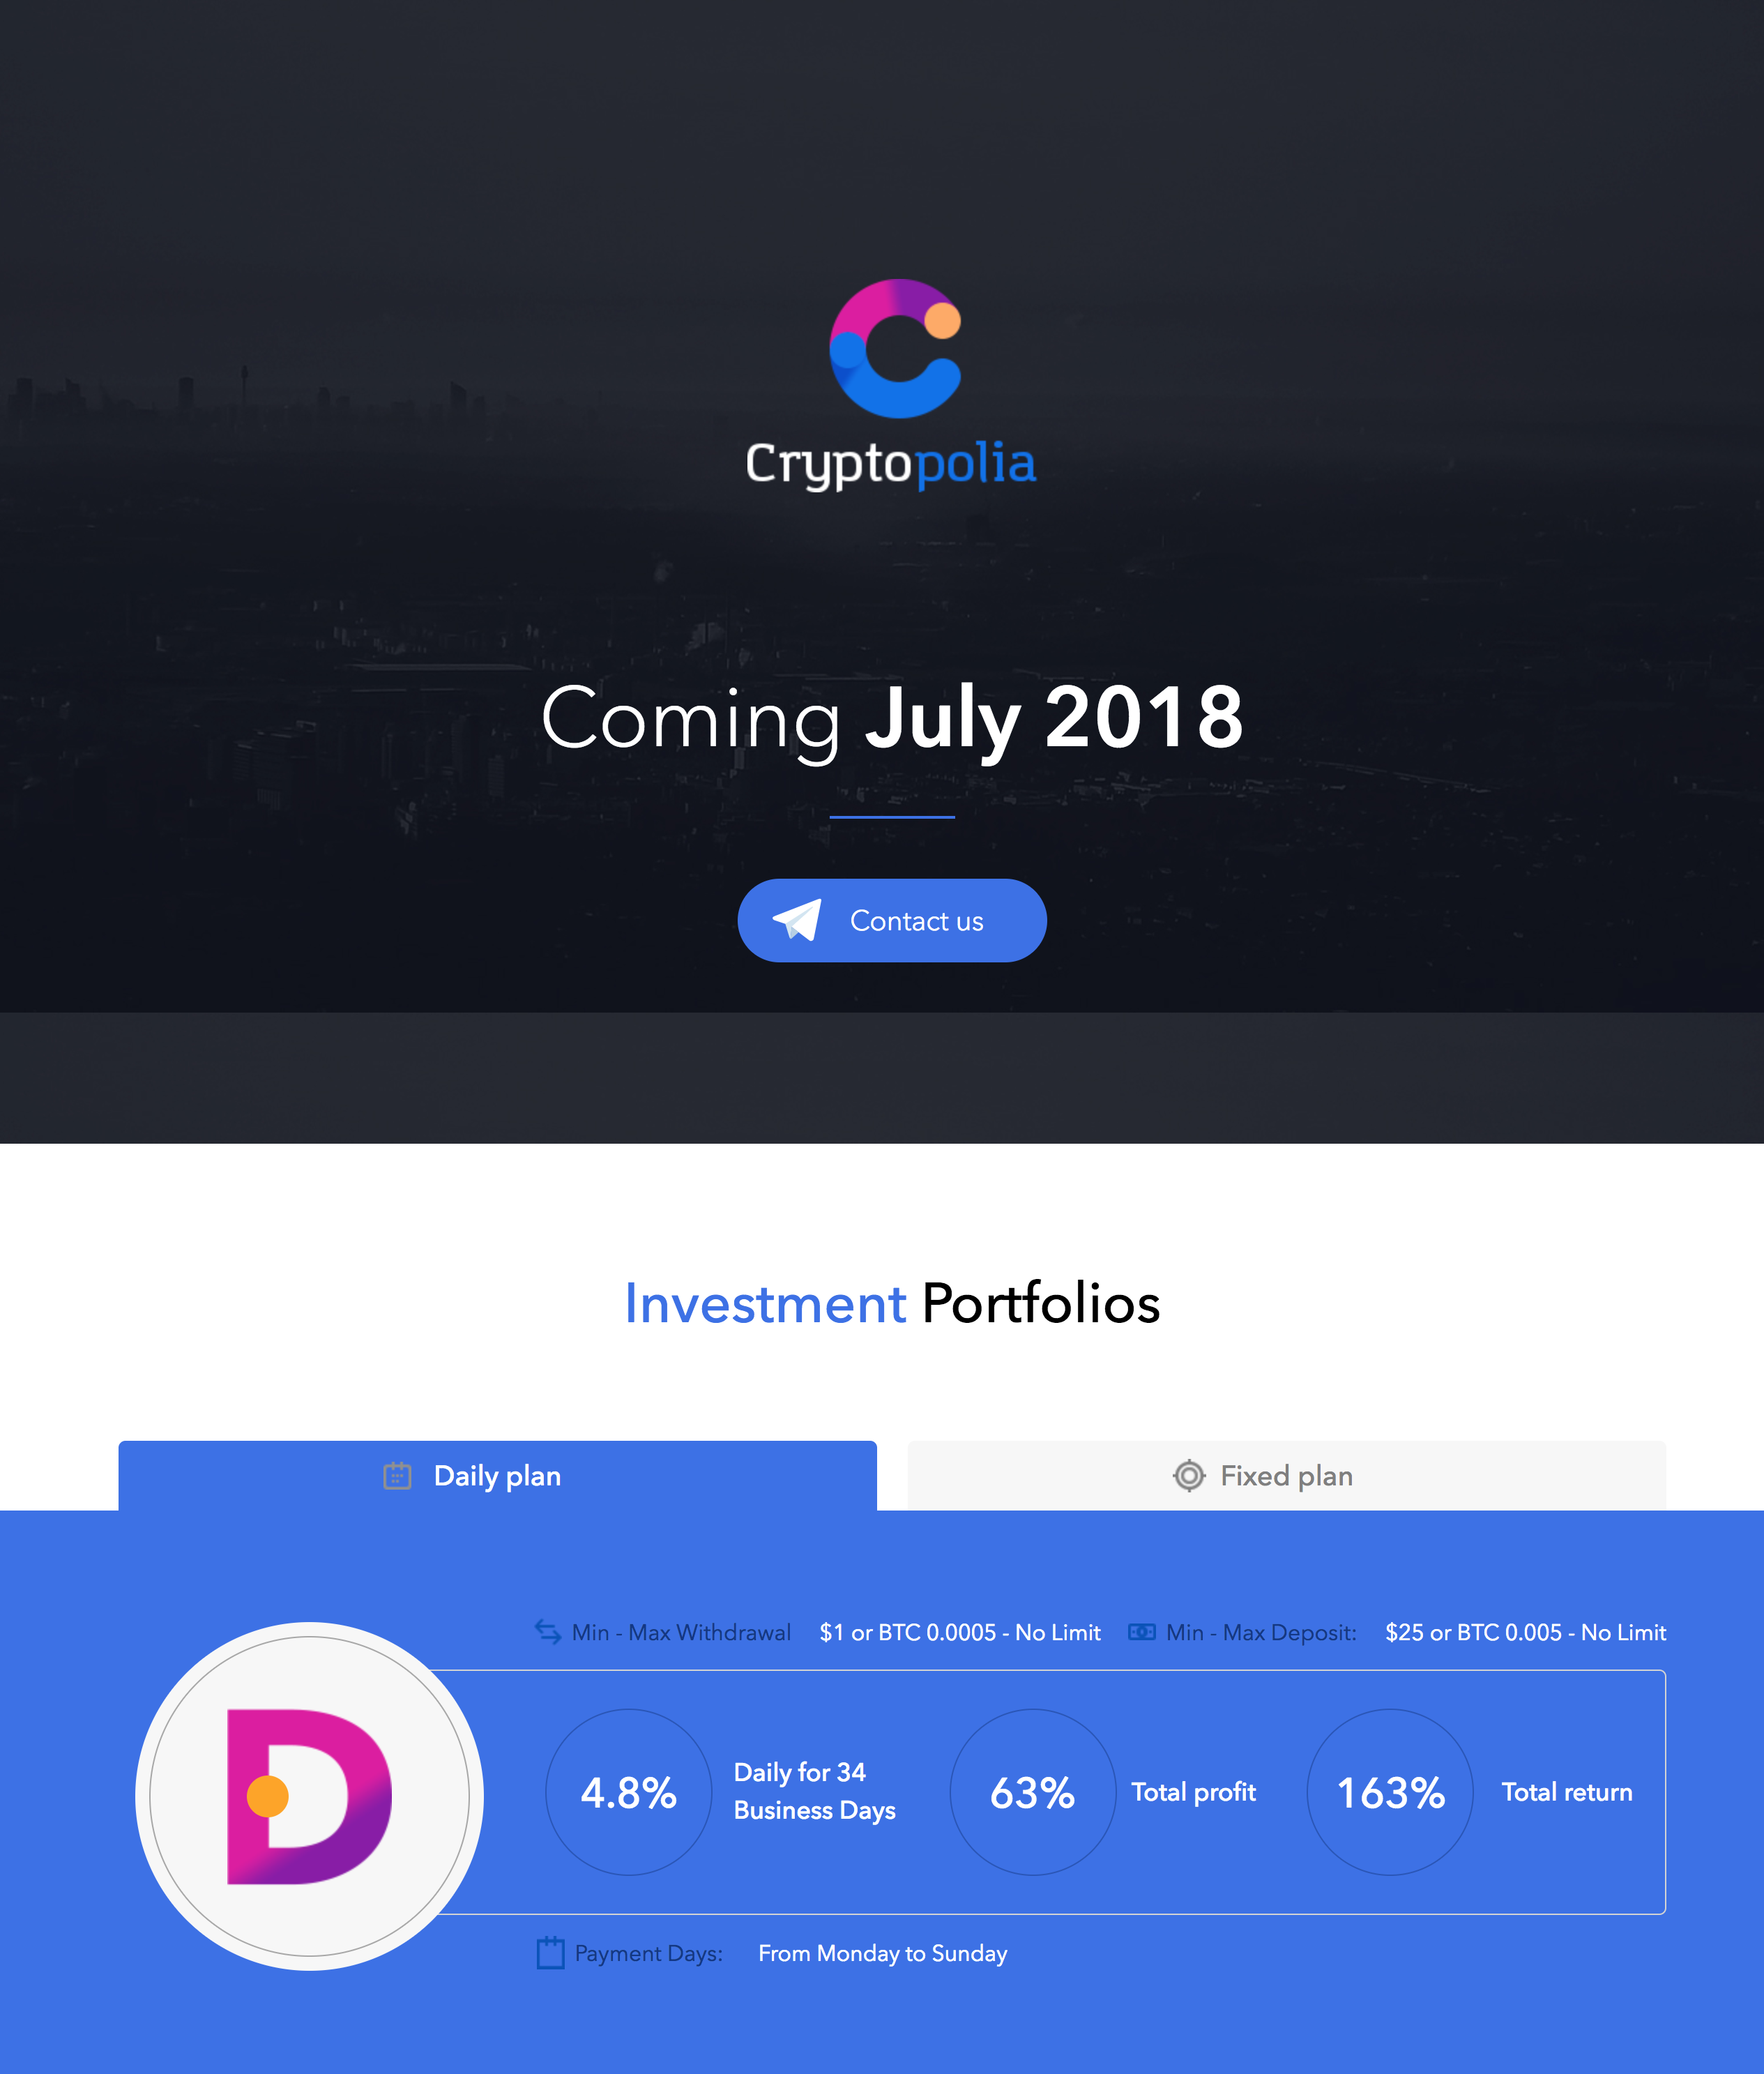 Cryptopolia
Coming July 2018
Contact us
Investment Portfolios
Daily plan
Fixed plan
Min - Max Withdrawal $1 or BTC 0.0005 - No Limit Min - Max Deposit: $25 or BTC 0.005 - No Limit
4.8%
Daily for 34
Business Days
63%
Total profit
163%
Total return
Payment Days: From Monday to Sunday